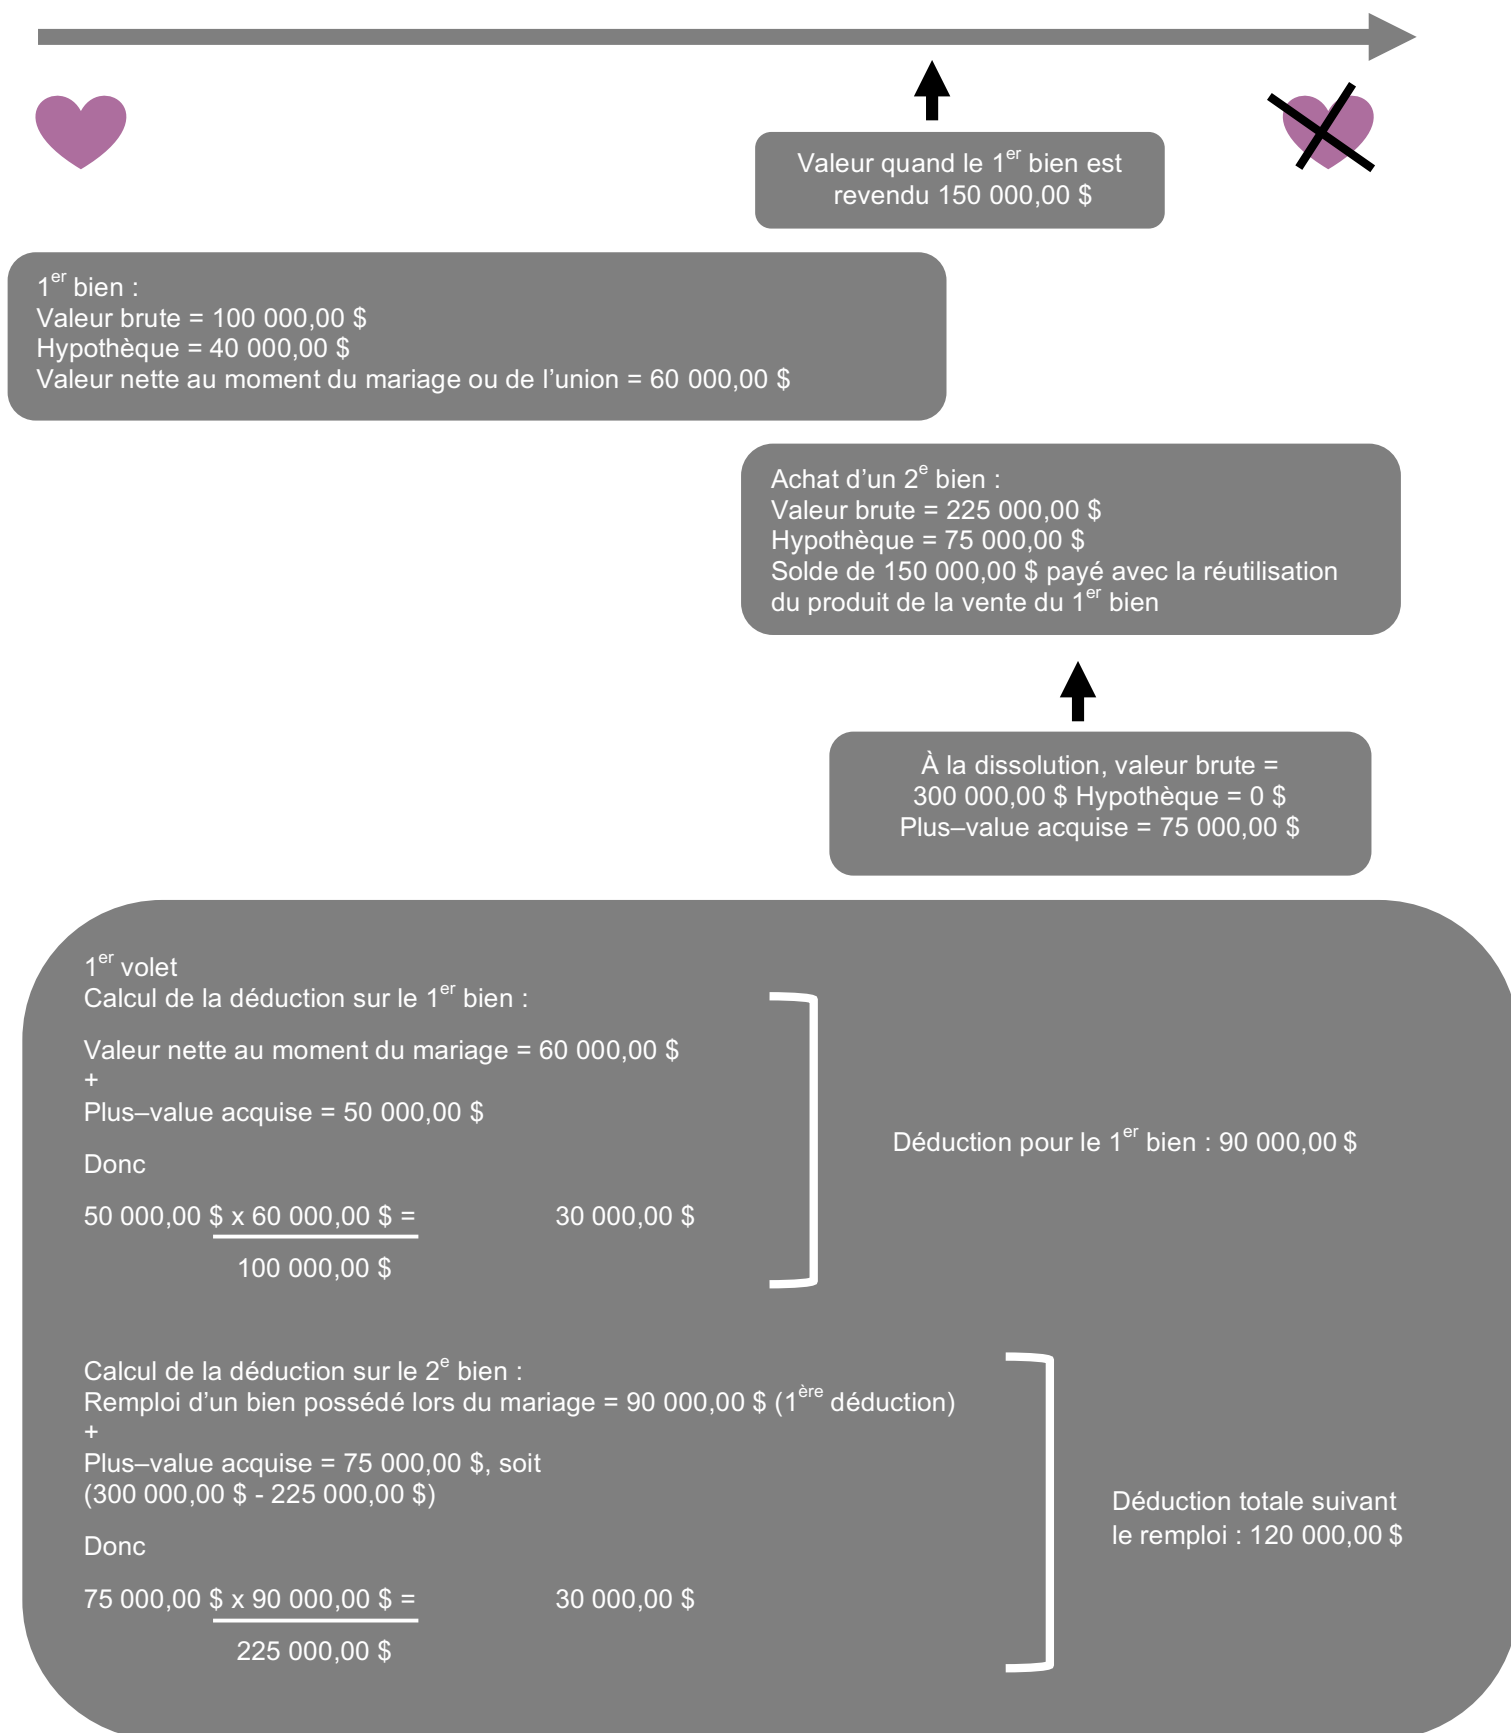 Valeur quand le 1er bien est
revendu 150 000,00 $
1er bien :
Valeur brute = 100 000,00 $
Hypothèque = 40 000,00 $
Valeur nette au moment du mariage ou de l’union = 60 000,00 $
Achat d’un 2e bien :
Valeur brute = 225 000,00 $
Hypothèque = 75 000,00 $
Solde de 150 000,00 $ payé avec la réutilisation
du produit de la vente du 1er bien
À la dissolution, valeur brute =
300 000,00 $ Hypothèque = 0 $
Plus–value acquise = 75 000,00 $
1er volet
Calcul de la déduction sur le 1er bien :
Valeur nette au moment du mariage = 60 000,00 $
+
Plus–value acquise = 50 000,00 $
Donc
50 000,00 $ x 60 000,00 $ = 30 000,00 $
100 000,00 $
Déduction pour le 1er bien : 90 000,00 $
Calcul de la déduction sur le 2e bien :
Remploi d’un bien possédé lors du mariage = 90 000,00 $ (1ère déduction)
+
Plus–value acquise = 75 000,00 $, soit
(300 000,00 $ - 225 000,00 $)
Donc
75 000,00 $ x 90 000,00 $ = 30 000,00 $
225 000,00 $
Déduction totale suivant
le remploi : 120 000,00 $